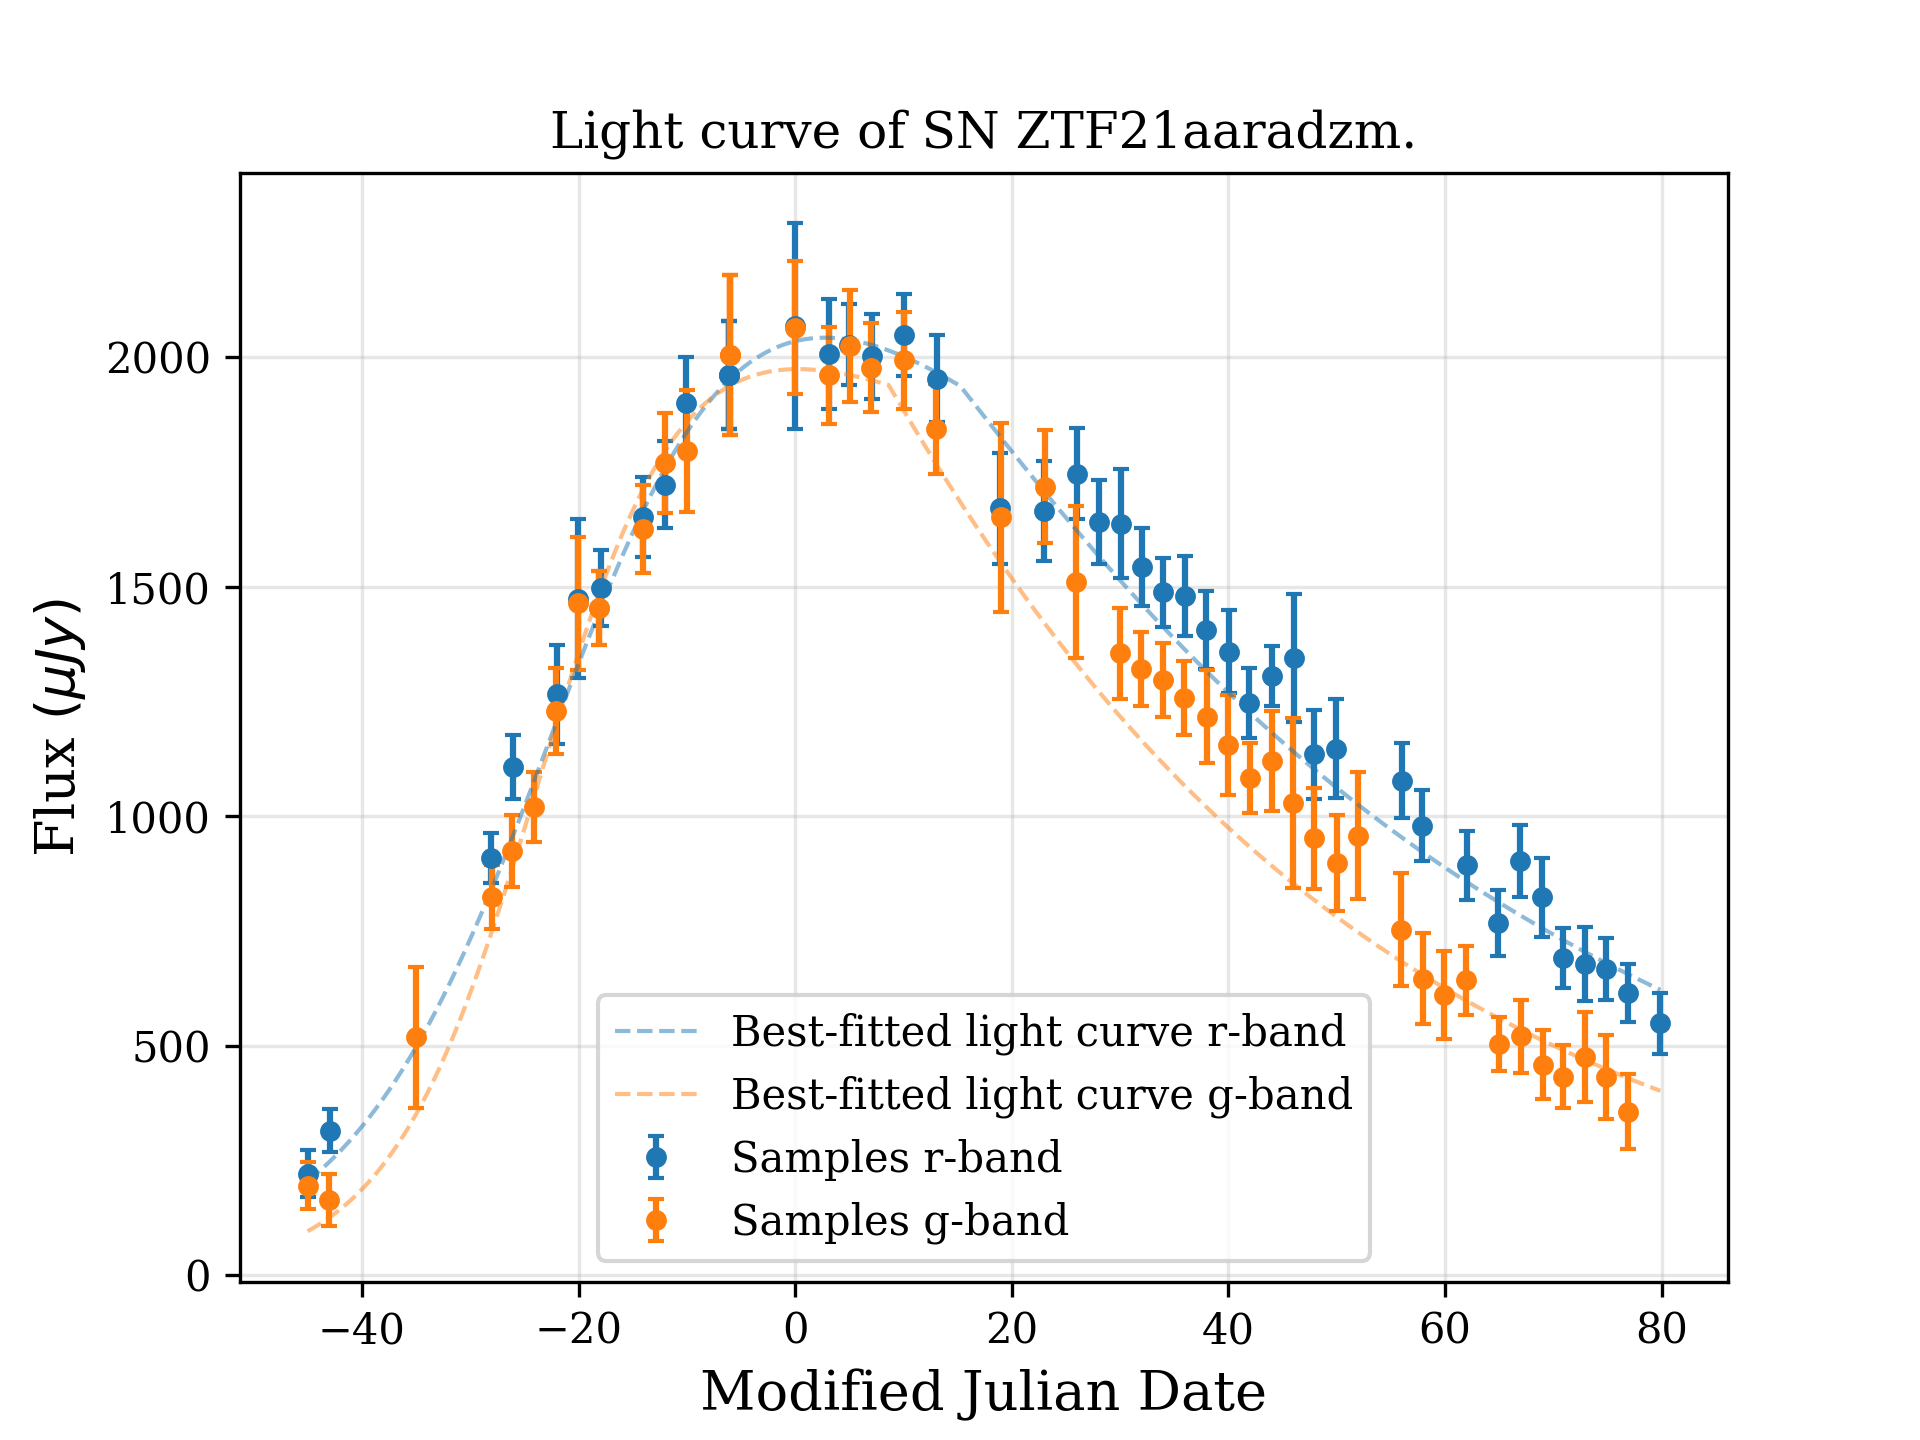 Light curve of SN ZTF21aaradzm.
Flux (μJy)
2000
1500
1000
500
0
−40
−20
0
20
40
60
80
Modified Julian Date
Best-fitted light curve r-band
Best-fitted light curve g-band
Samples r-band
Samples g-band